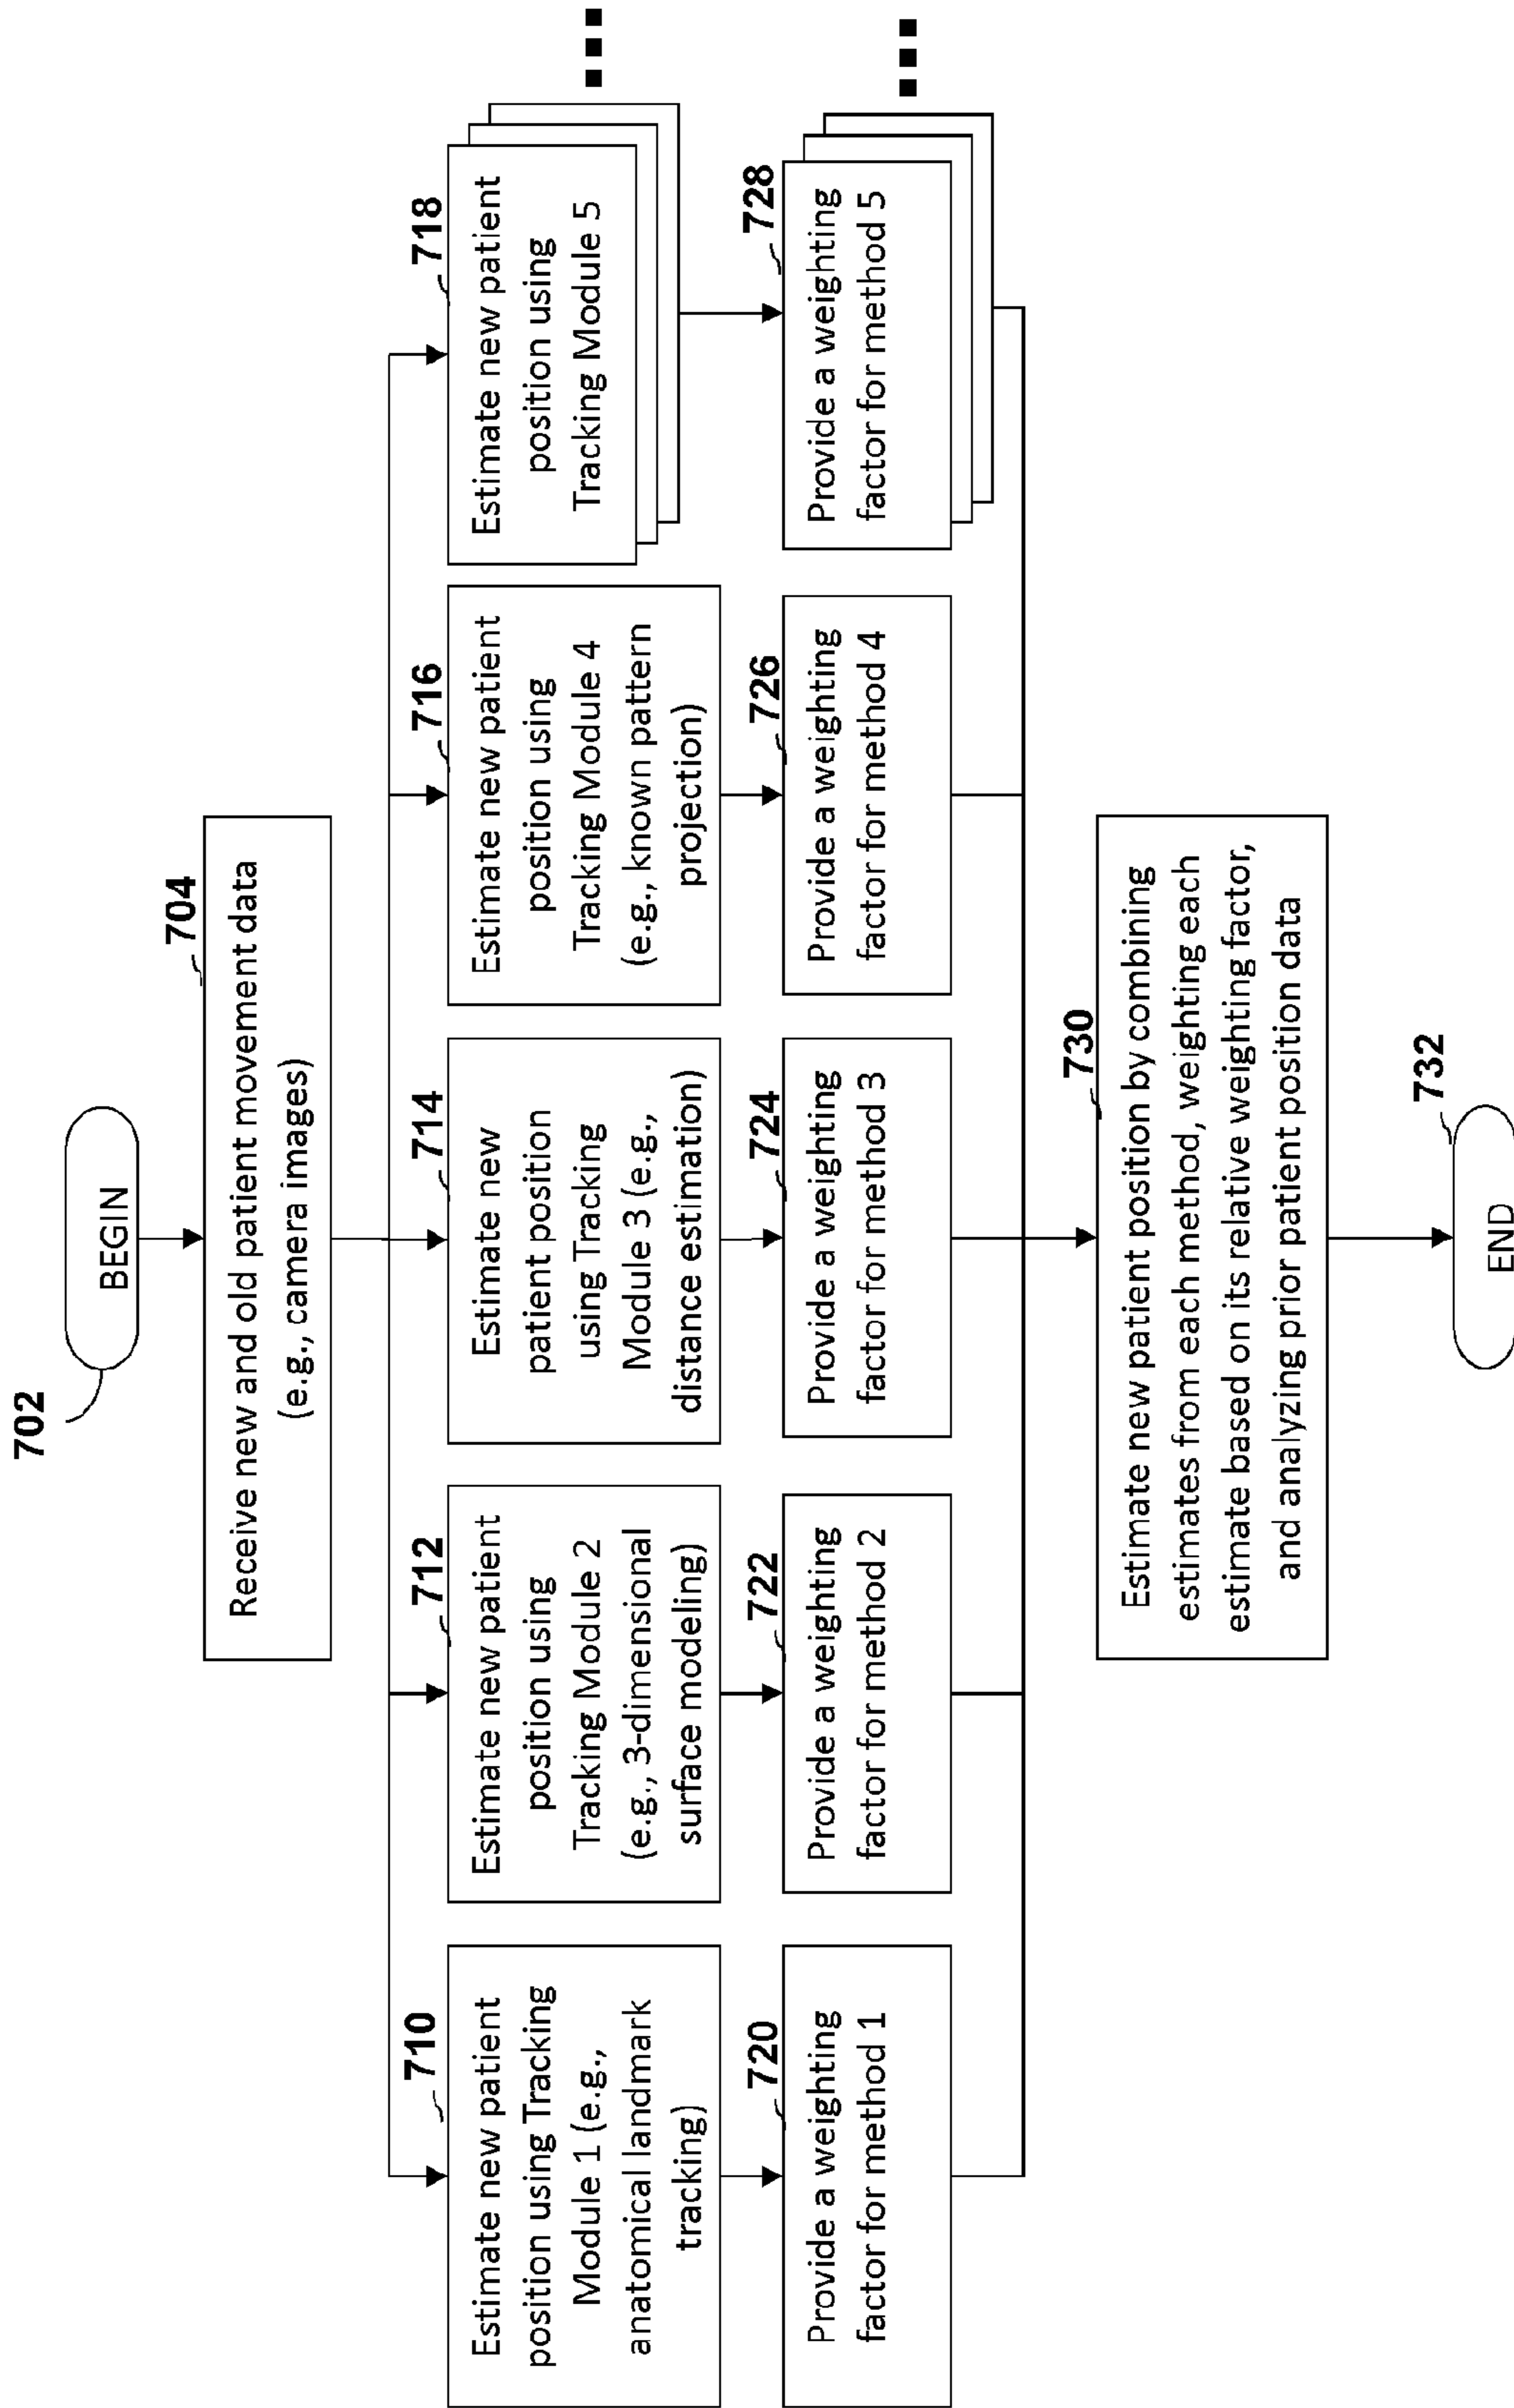 702
BEGIN
704
Receive new and old patient movement data
(e.g., camera images)
710
Estimate new patient
position using Tracking
Module 1 (e.g.,
anatomical landmark
tracking)
712
Estimate new patient
position using
Tracking Module 2
(e.g., 3-dimensional
surface modeling)
714
Estimate new
patient position
using Tracking
Module 3 (e.g.,
distance estimation)
716
Estimate new patient
position using
Tracking Module 4
(e.g., known pattern
projection)
718
Estimate new patient
position using
Tracking Module 5
720
Provide a weighting
factor for method 1
722
Provide a weighting
factor for method 2
724
Provide a weighting
factor for method 3
726
Provide a weighting
factor for method 4
728
Provide a weighting
factor for method 5
730
Estimate new patient position by combining
estimates from each method, weighting each
estimate based on its relative weighting factor,
and analyzing prior patient position data
732
END